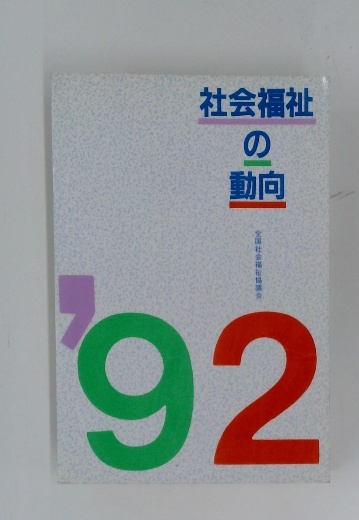 社会福祉
の
動向
全国社会福祉協議会
'92